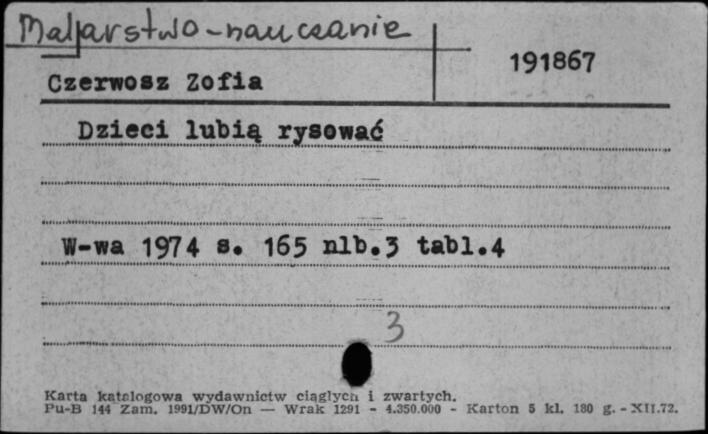 Malarstwo - nauczanie
191867
Czerwosz Zofia
Dzieci lubią rysować
W-wa 1974 s. 165 nlb.3 tabl.4
3
Karta katalogowa wydawnictw ciągłych i zwartych.
Pu-B 144 Zam. 1991/DW/On — Wrak 1291 - 4.350.000 - Karton 5 kl. 180 g. - XII.72.